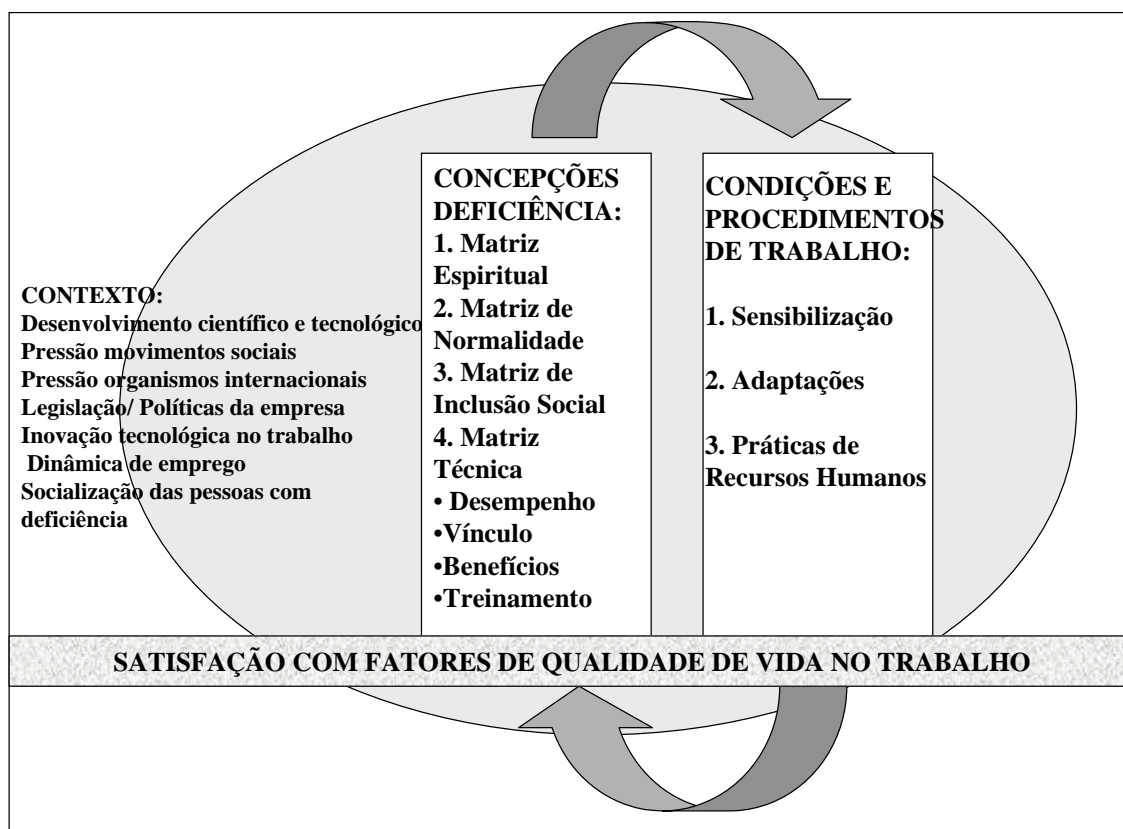 CONTEXTO:
Desenvolvimento científico e tecnológico
Pressão movimentos sociais
Pressão organismos internacionais
Legislação/ Políticas da empresa
Inovação tecnológica no trabalho
Dinâmica de emprego
Socialização das pessoas com
deficiência
CONCEPÇÕES
DEFICIÊNCIA:
1. Matriz
Espiritual
2. Matriz de
Normalidade
3. Matriz de
Inclusão Social
4. Matriz
Técnica
• Desempenho
•Vínculo
•Benefícios
•Treinamento
CONDIÇÕES E
PROCEDIMENTOS
DE TRABALHO:
1. Sensibilização
2. Adaptações
3. Práticas de
Recursos Humanos
SATISFAÇÃO COM FATORES DE QUALIDADE DE VIDA NO TRABALHO